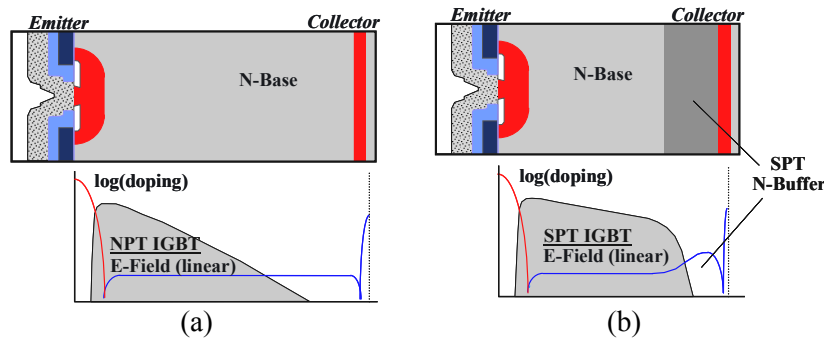 Emitter
Collector
N-Base
log(doping)
NPT IGBT
E-Field (linear)
(a)
Emitter
Collector
N-Base
SPT
N-Buffer
log(doping)
SPT IGBT
E-Field (linear)
(b)